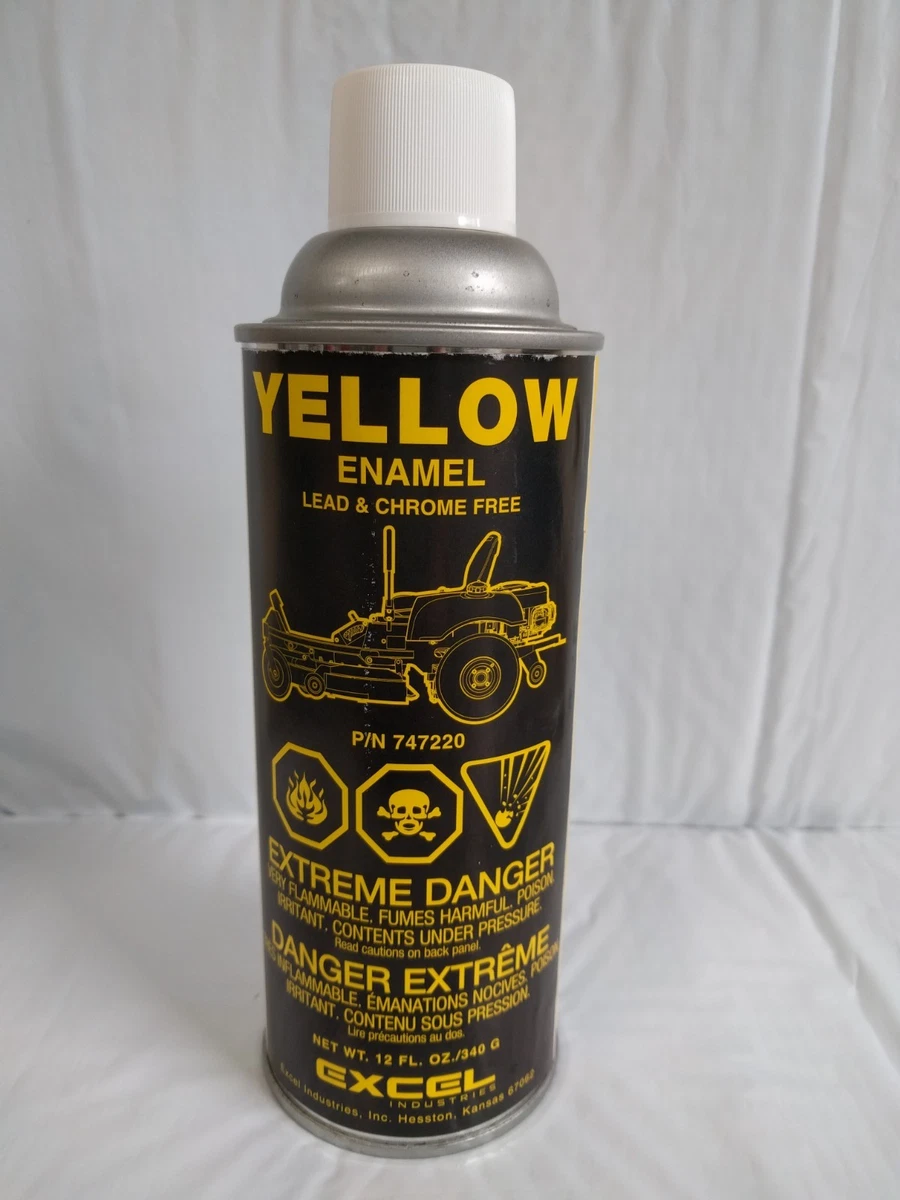 YELLOW
ENAMEL
LEAD & CHROME FREE
P/N 747220
EXTREME DANGER
VERY FLAMMABLE. FUMES HARMFUL. POISON.
IRRITANT. CONTENTS UNDER PRESSURE.
Read cautions on back panel.
DANGER EXTRÊME
INFLAMMABLE. ÉMANATIONS NOCIVES. POISON.
IRRITANT. CONTENU SOUS PRESSION.
Lire précautions au dos.
NET WT. 12 FL. OZ./340 G
EXCEL
INDUSTRIES
Excel Industries, Inc. Hesston, Kansas 67062